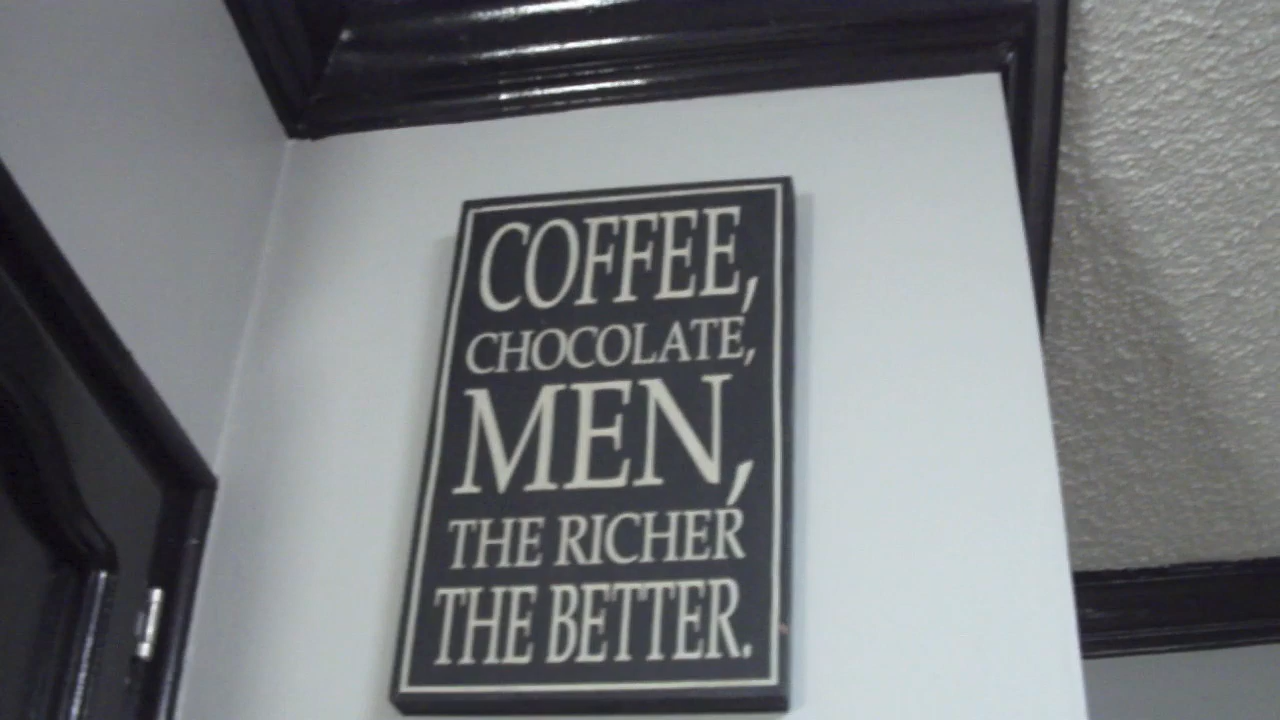 COFFEE,
CHOCOLATE,
MEN,
THE RICHER
THE BETTER.